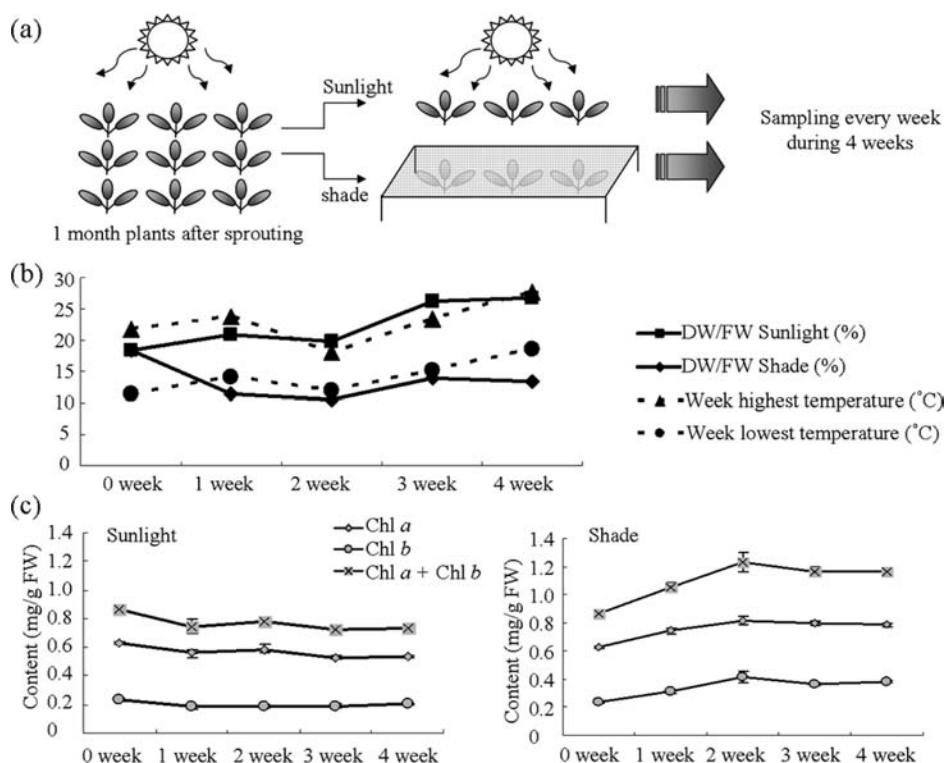 (a)
Sunlight
shade
1 month plants after sprouting
Sampling every week
during 4 weeks
(b)
30
25
20
15
10
5
0
0 week
1 week
2 week
3 week
4 week
DW/FW Sunlight (%)
DW/FW Shade (%)
Week highest temperature (°C)
Week lowest temperature (°C)
(c)
Content (mg/g FW)
1.4
1.2
1.0
0.8
0.6
0.4
0.2
0
Sunlight
Chl a
Chl b
Chl a + Chl b
0 week
1 week
2 week
3 week
4 week
Content (mg/g FW)
1.4
1.2
1.0
0.8
0.6
0.4
0.2
0
Shade
0 week
1 week
2 week
3 week
4 week